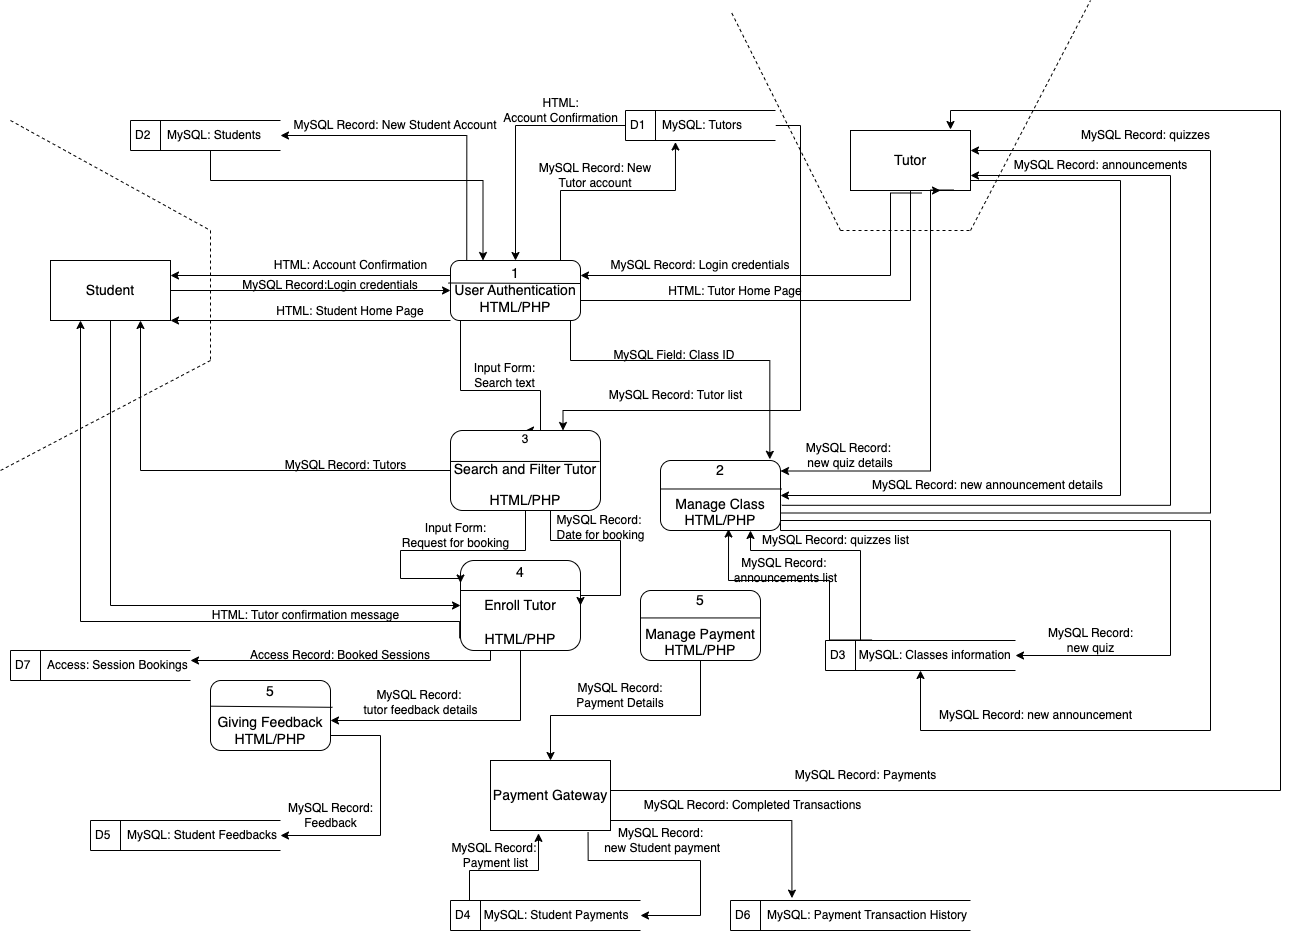 HTML:
Account Confirmation
D2
MySQL: Students
MySQL Record: New Student Account
D1
MySQL: Tutors
MySQL Record: quizzes
Tutor
MySQL Record: announcements
MySQL Record: New
Tutor account
HTML: Account Confirmation
1
MySQL Record: Login credentials
Student
MySQL Record:Login credentials
User Authentication
HTML/PHP
HTML: Tutor Home Page
HTML: Student Home Page
MySQL Field: Class ID
Input Form:
Search text
MySQL Record: Tutor list
3
MySQL Record: Tutors
Search and Filter Tutor
HTML/PHP
MySQL Record:
new quiz details
2
Manage Class
HTML/PHP
MySQL Record: new announcement details
Input Form:
Request for booking
MySQL Record:
Date for booking
MySQL Record: quizzes list
MySQL Record:
announcements list
4
Enroll Tutor
HTML/PHP
HTML: Tutor confirmation message
5
Manage Payment
HTML/PHP
MySQL Record:
new quiz
D3
MySQL: Classes information
D7
Access: Session Bookings
Access Record: Booked Sessions
5
Giving Feedback
HTML/PHP
MySQL Record:
tutor feedback details
MySQL Record:
Payment Details
MySQL Record: new announcement
MySQL Record: Payments
Payment Gateway
MySQL Record: Completed Transactions
MySQL Record:
Feedback
D5
MySQL: Student Feedbacks
MySQL Record:
new Student payment
MySQL Record:
Payment list
D4
MySQL: Student Payments
D6
MySQL: Payment Transaction History